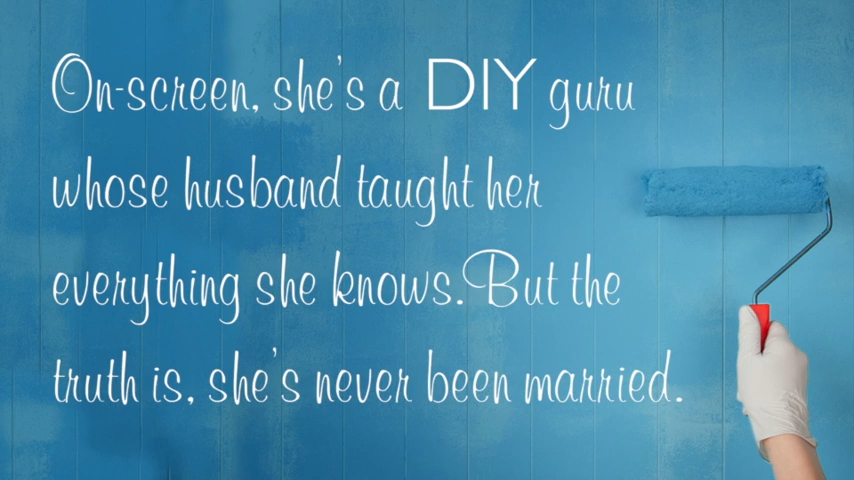 On-screen, she's a DIY guru
whose husband taught her
everything she knows.But the
truth is, she's never been married.